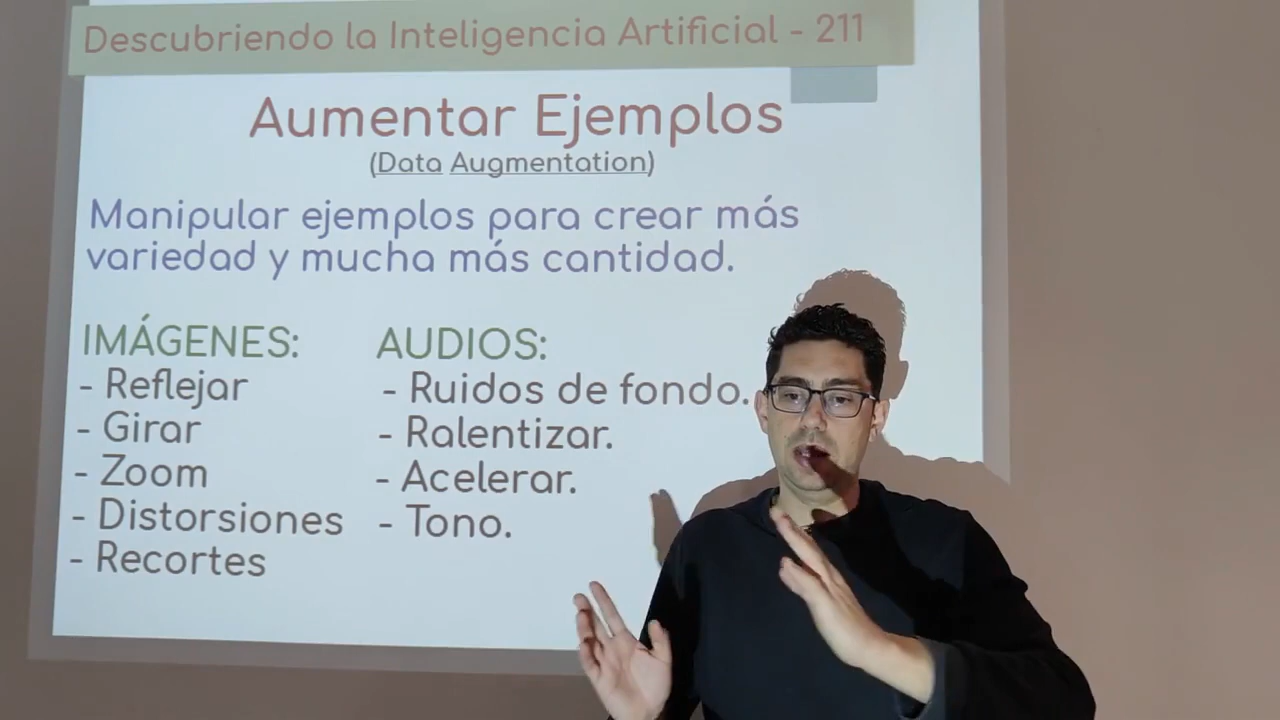 Descubriendo la Inteligencia Artificial - 211
Aumentar Ejemplos
(Data Augmentation)
Manipular ejemplos para crear más
variedad y mucha más cantidad.
IMÁGENES:
- Reflejar
- Girar
- Zoom
- Distorsiones
- Recortes
AUDIOS:
- Ruidos de fondo.
- Ralentizar.
- Acelerar.
- Tono.